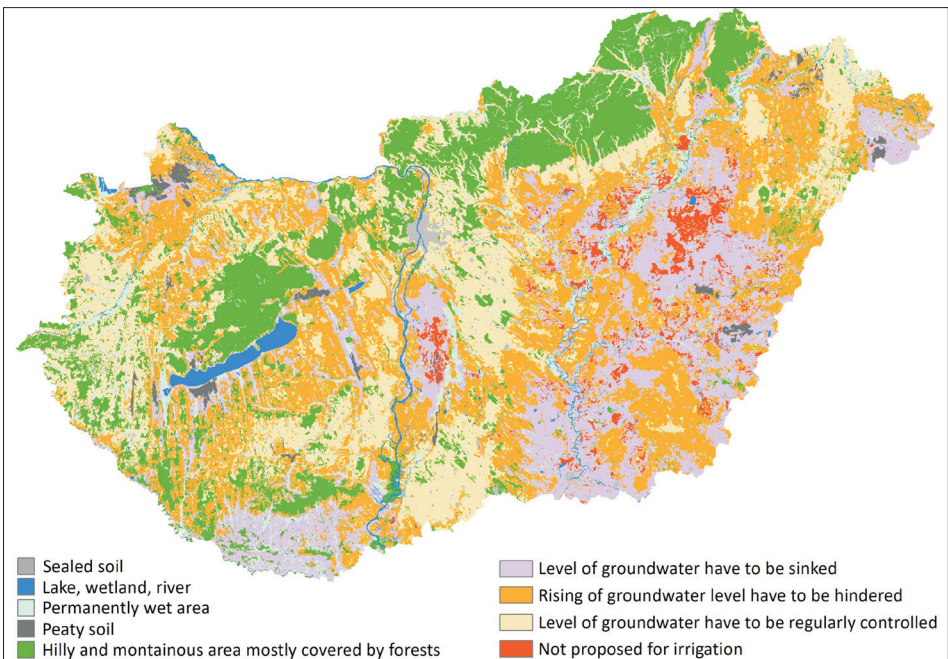 Sealed soil
Lake, wetland, river
Permanently wet area
Peaty soil
Hilly and montainous area mostly covered by forests
Level of groundwater have to be sinked
Rising of groundwater level have to be hindered
Level of groundwater have to be regularly controlled
Not proposed for irrigation